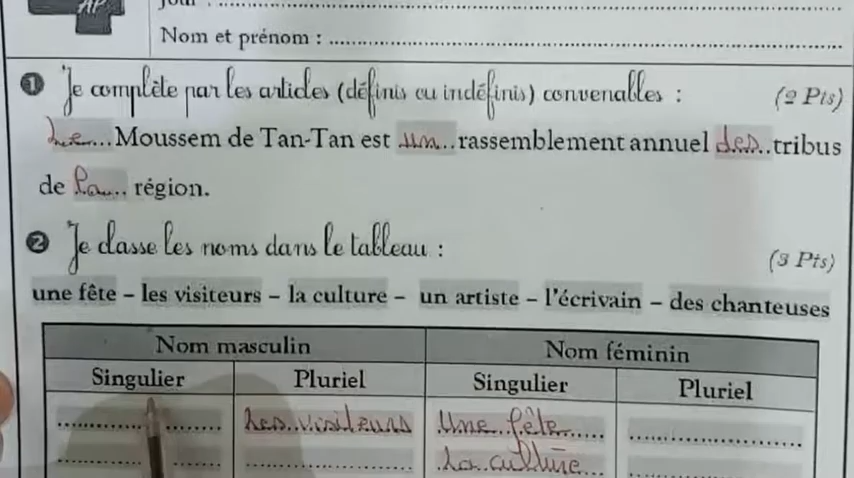 AP
Jour :
Nom et prénom :
❶ Je complète par les articles (définis ou indéfinis) convenables : (2 Pts)
Le Moussem de Tan-Tan est un rassemblement annuel des tribus
de la région.
❷ Je classe les noms dans le tableau : (3 Pts)
une fête – les visiteurs – la culture – un artiste – l'écrivain – des chanteuses
Nom masculin Nom féminin
Singulier Pluriel Singulier Pluriel
Les visiteurs Une fête
La culture